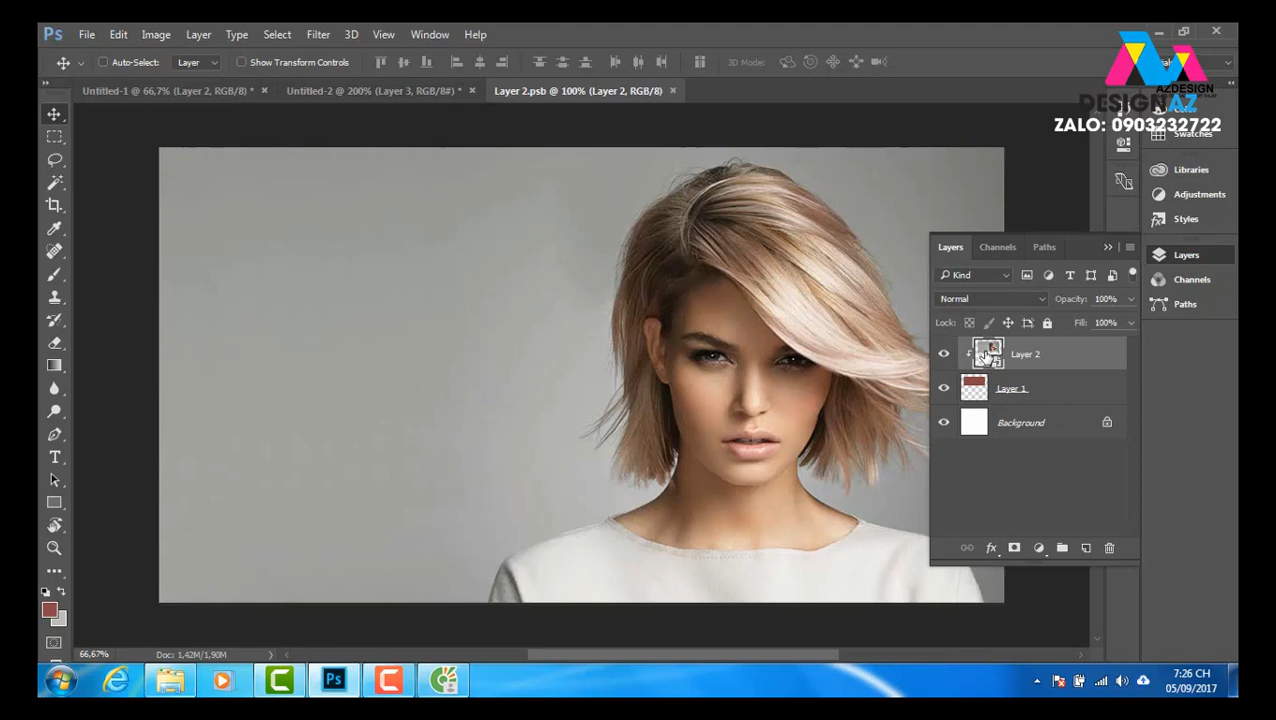 Ps File Edit Image Layer Type Select Filter 3D View Window Help
Auto-Select: Layer Show Transform Controls 3D Mode:
Untitled-1 @ 66,7% (Layer 2, RGB/8) * × Untitled-2 @ 200% (Layer 3, RGB/8#) * × Layer 2.psb @ 100% (Layer 2, RGB/8) ×
AZDESIGN
DESIGNAZ
ZALO: 0903232722
Swatches
Libraries
Adjustments
Styles
Layers
Channels
Paths
Layers Channels Paths
Kind
Normal Opacity: 100%
Lock: Fill: 100%
Layer 2
Layer 1
Background
66,67% Doc: 1,42M/1,90M
Ps
7:26 CH
05/09/2017